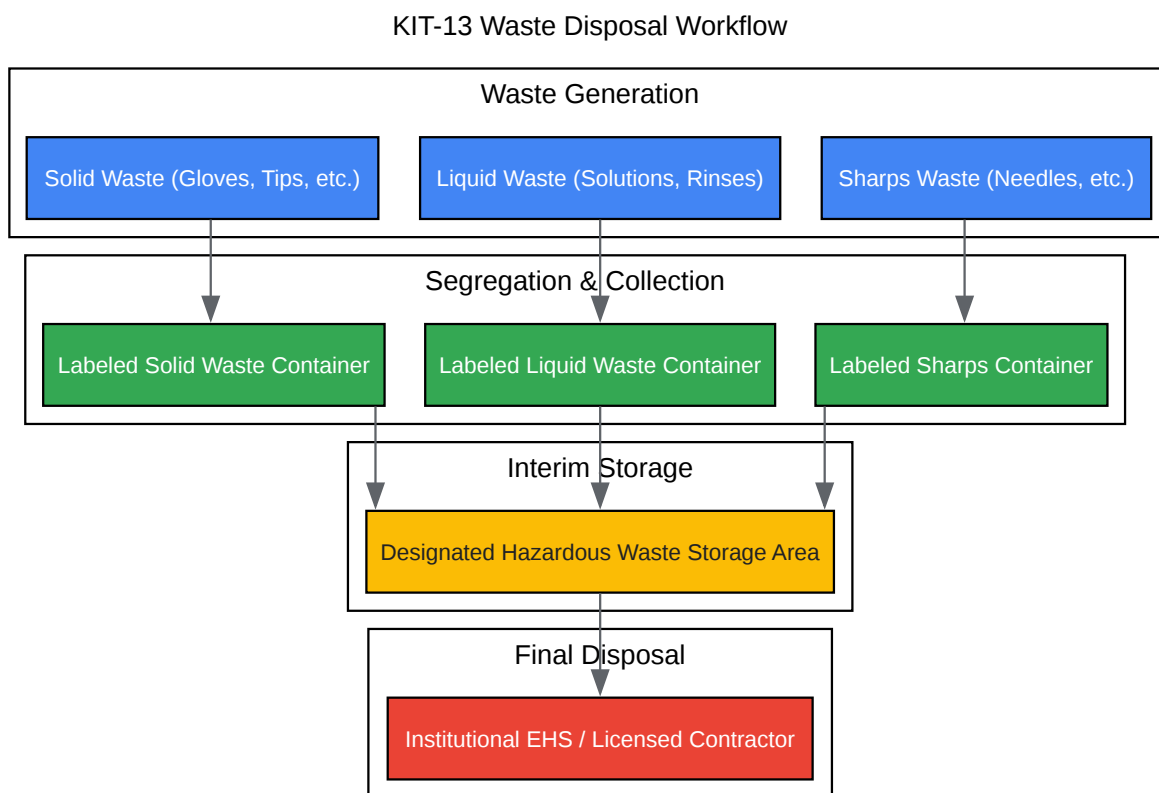 KIT-13 Waste Disposal Workflow
Waste Generation
Solid Waste (Gloves, Tips, etc.)
Liquid Waste (Solutions, Rinses)
Sharps Waste (Needles, etc.)
Segregation & Collection
Labeled Solid Waste Container
Labeled Liquid Waste Container
Labeled Sharps Container
Interim Storage
Designated Hazardous Waste Storage Area
Final Disposal
Institutional EHS / Licensed Contractor